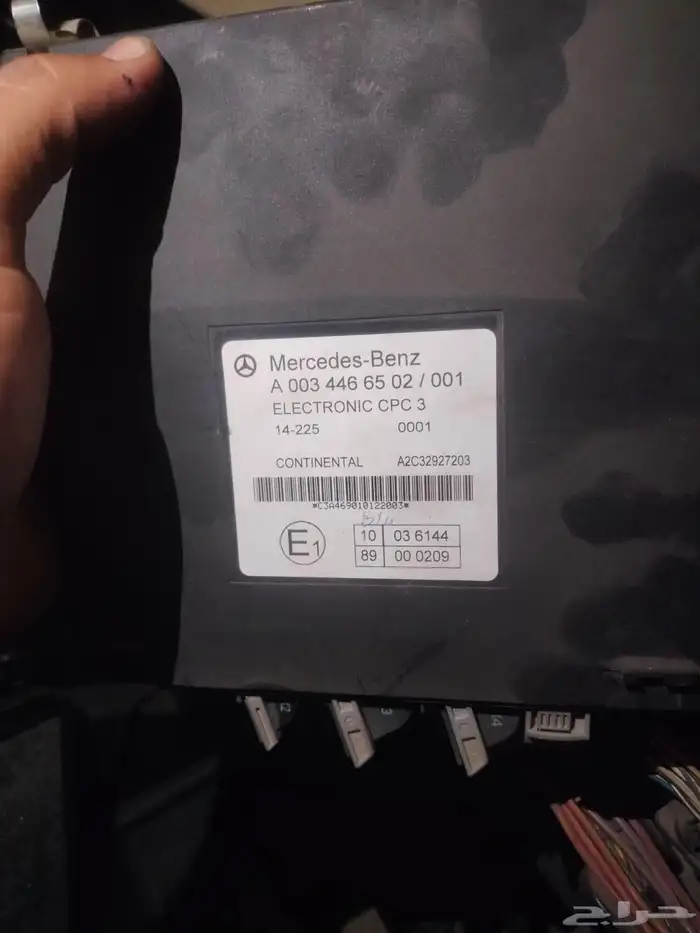 Mercedes-Benz
A 003 446 65 02 / 001
ELECTRONIC CPC 3
14-225 0001
CONTINENTAL A2C32927203
*C3A469010122003*
E1
10 03 6144
89 00 0209
حراج